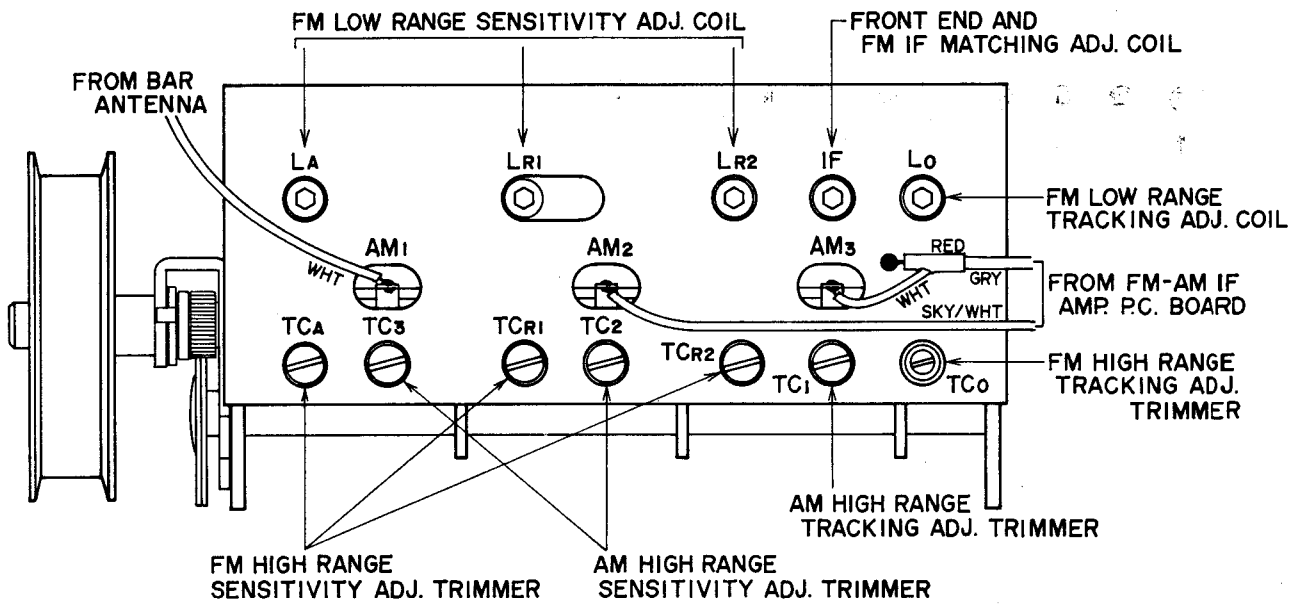 FM LOW RANGE SENSITIVITY ADJ. COIL
FRONT END AND
FM IF MATCHING ADJ. COIL
FROM BAR
ANTENNA
LA
LR1
LR2
IF
LO
FM LOW RANGE
TRACKING ADJ. COIL
AM1
AM2
AM3
WHT
RED
GRY
WHT
SKY/WHT
FROM FM-AM IF
AMP. P.C. BOARD
TCA
TC3
TCR1
TC2
TCR2
TC1
TCO
FM HIGH RANGE
TRACKING ADJ.
TRIMMER
AM HIGH RANGE
TRACKING ADJ. TRIMMER
FM HIGH RANGE
SENSITIVITY ADJ. TRIMMER
AM HIGH RANGE
SENSITIVITY ADJ. TRIMMER